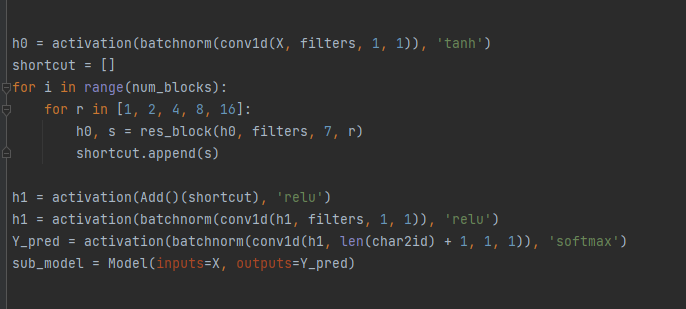 h0 = activation(batchnorm(conv1d(X, filters, 1, 1)), 'tanh')
shortcut = []
for i in range(num_blocks):
    for r in [1, 2, 4, 8, 16]:
        h0, s = res_block(h0, filters, 7, r)
        shortcut.append(s)
h1 = activation(Add()(shortcut), 'relu')
h1 = activation(batchnorm(conv1d(h1, filters, 1, 1)), 'relu')
Y_pred = activation(batchnorm(conv1d(h1, len(char2id) + 1, 1, 1)), 'softmax')
sub_model = Model(inputs=X, outputs=Y_pred)